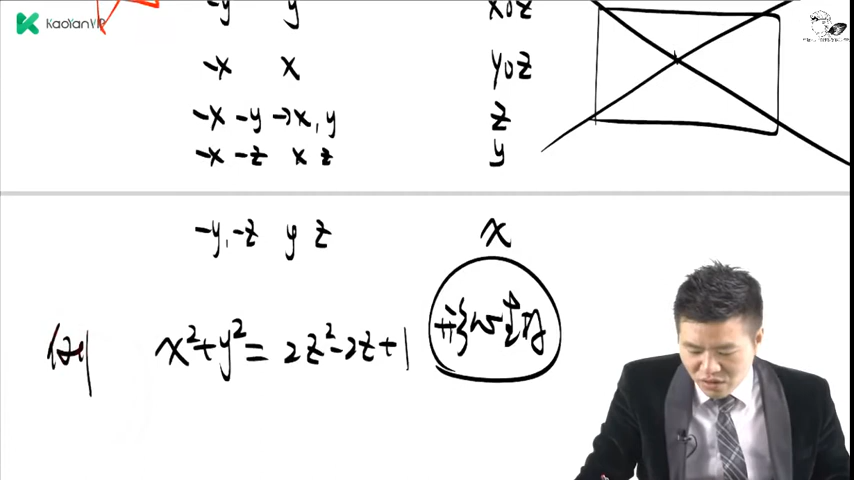 KaoYanVIP
-y y xoz
-x x yoz
-x -y → x, y z
-x -z x z y
-y, -z y z x
例 x²+y²= 2z²-2z+1